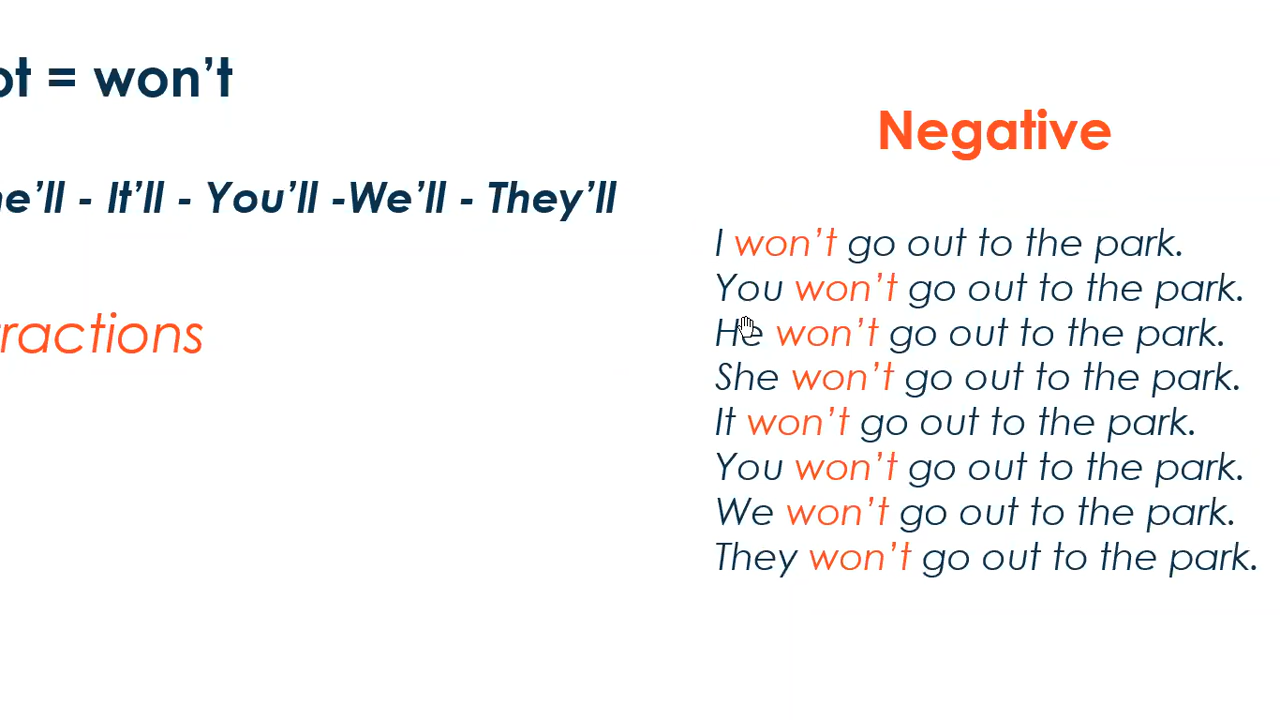 = won't
- It'll - You'll -We'll - They'll
Negative
I won't go out to the park.
You won't go out to the park.
He won't go out to the park.
She won't go out to the park.
It won't go out to the park.
You won't go out to the park.
We won't go out to the park.
They won't go out to the park.